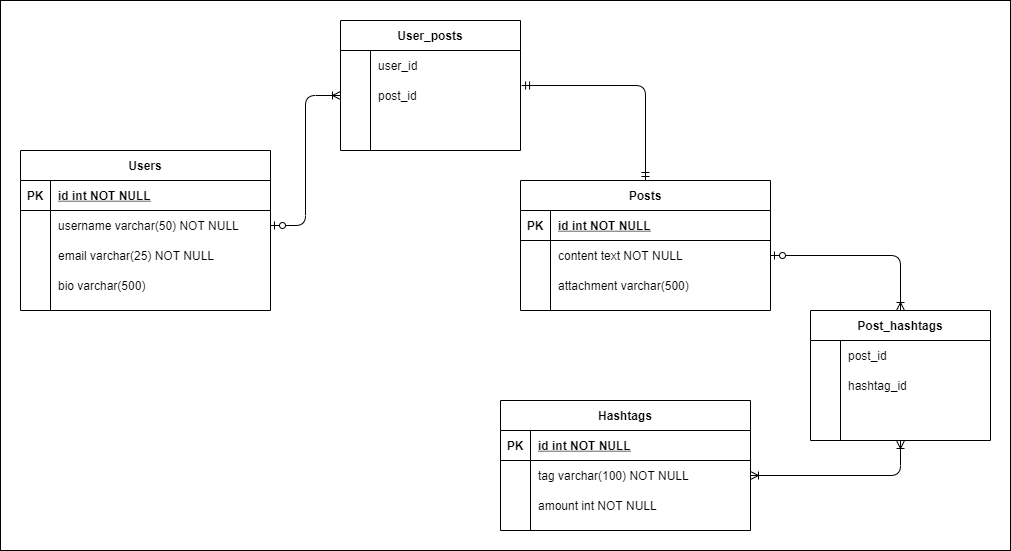 User_posts
user_id
post_id
Users
PK id int NOT NULL
username varchar(50) NOT NULL
email varchar(25) NOT NULL
bio varchar(500)
Posts
PK id int NOT NULL
content text NOT NULL
attachment varchar(500)
Post_hashtags
post_id
hashtag_id
Hashtags
PK id int NOT NULL
tag varchar(100) NOT NULL
amount int NOT NULL